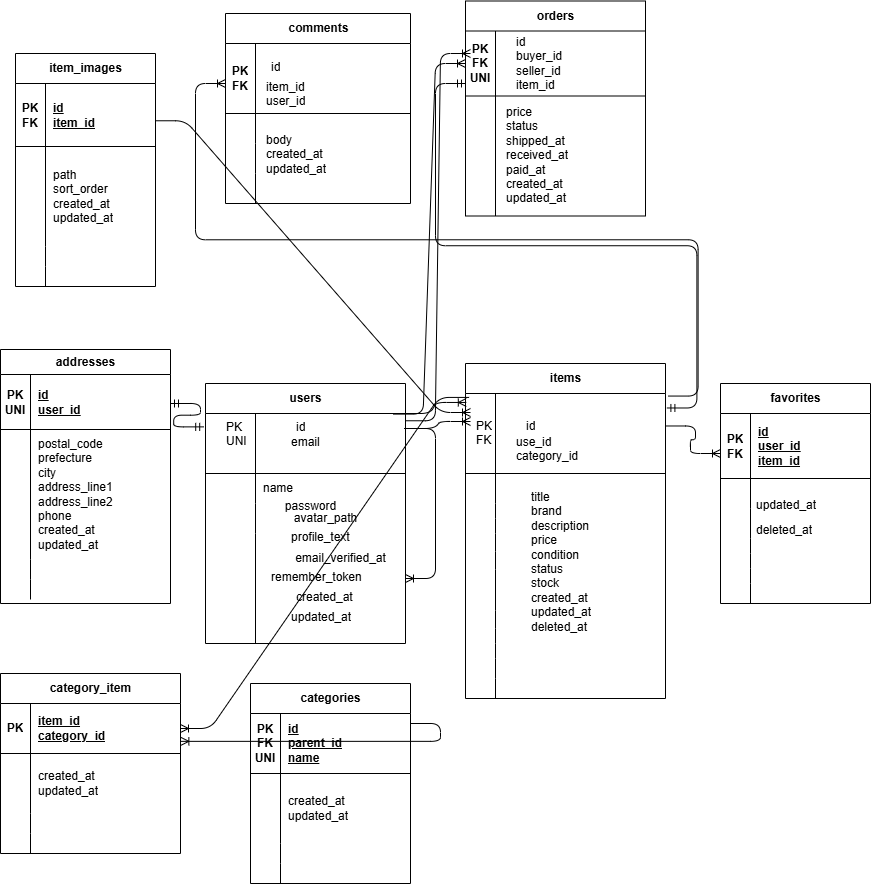 item_images
PK id
FK item_id
path
sort_order
created_at
updated_at
comments
PK id
FK item_id
user_id
body
created_at
updated_at
orders
id
PK buyer_id
FK seller_id
UNI item_id
price
status
shipped_at
received_at
paid_at
created_at
updated_at
addresses
PK id
UNI user_id
postal_code
prefecture
city
address_line1
address_line2
phone
created_at
updated_at
users
PK id
UNI email
name
password
avatar_path
profile_text
email_verified_at
remember_token
created_at
updated_at
items
PK id
FK use_id
category_id
title
brand
description
price
condition
status
stock
created_at
updated_at
deleted_at
favorites
id
PK user_id
FK item_id
updated_at
deleted_at
category_item
PK item_id
category_id
created_at
updated_at
categories
PK id
FK parent_id
UNI name
created_at
updated_at